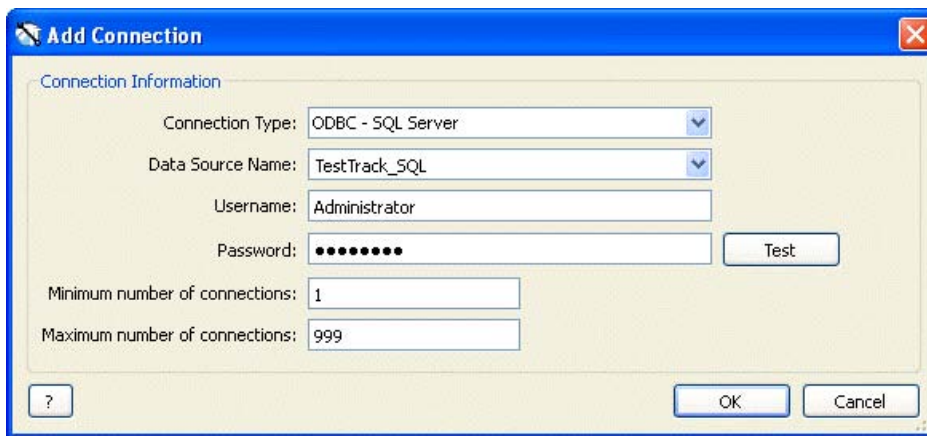 Add Connection
Connection Information
Connection Type: ODBC - SQL Server
Data Source Name: TestTrack_SQL
Username: Administrator
Password: ●●●●●●●● Test
Minimum number of connections: 1
Maximum number of connections: 999
? OK Cancel